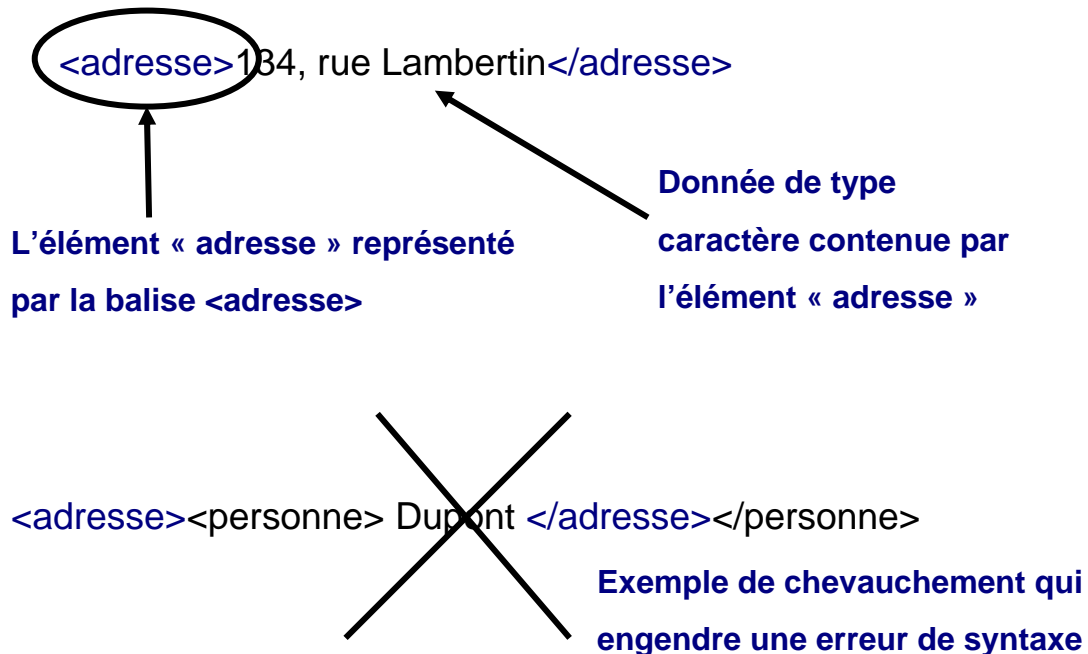 <adresse>134, rue Lambertin</adresse>
Donnée de type
caractère contenue par
l'élément « adresse »
L'élément « adresse » représenté
par la balise <adresse>
<adresse><personne> Dupont </adresse></personne>
Exemple de chevauchement qui
engendre une erreur de syntaxe